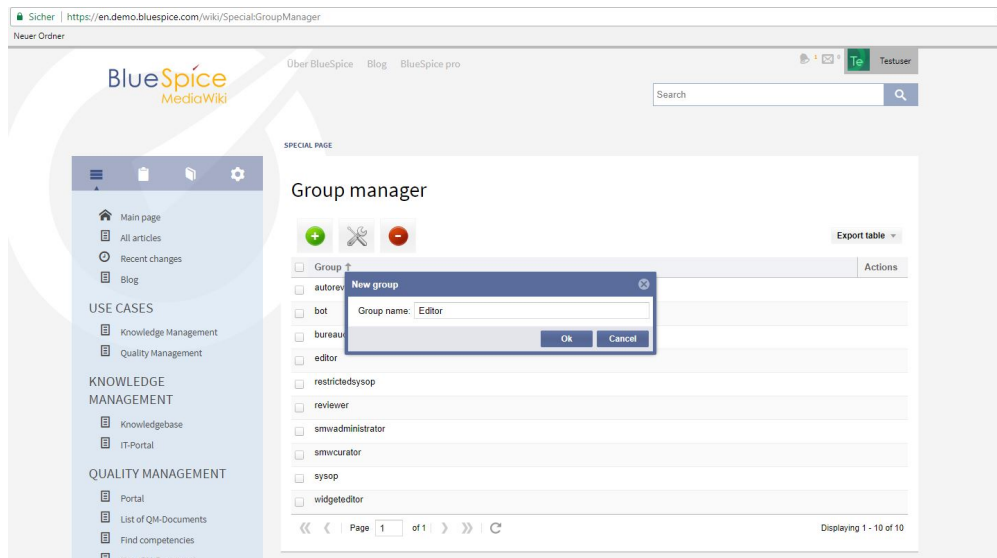 Sicher | https://en.demo.bluespice.com/wiki/Special:GroupManager
Neuer Ordner
BlueSpice
MediaWiki
Über BlueSpice Blog BlueSpice pro
Te Testuser
Search
SPECIAL PAGE
Group manager
Main page
All articles
Recent changes
Blog
USE CASES
Knowledge Management
Quality Management
KNOWLEDGE
MANAGEMENT
Knowledgebase
IT-Portal
QUALITY MANAGEMENT
Portal
List of QM-Documents
Find competencies
Export table
Group Actions
autorev
New group
Group name: Editor
Ok Cancel
bot
bureauc
editor
restrictedsysop
reviewer
smwadministrator
smwcurator
sysop
widgeteditor
Page 1 of 1
Displaying 1 - 10 of 10